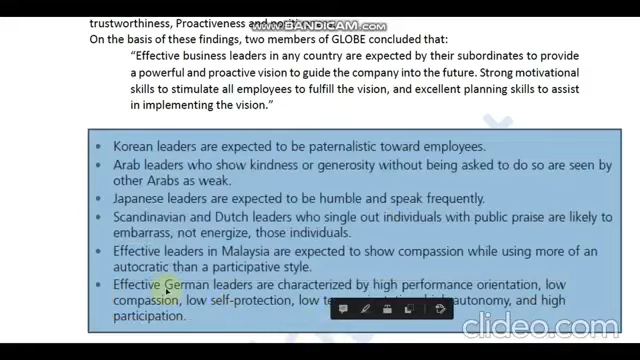 trustworthiness, Proactiveness and
WWW.BANDICAM.COM
On the basis of these findings, two members of GLOBE concluded that:
“Effective business leaders in any country are expected by their subordinates to provide
a powerful and proactive vision to guide the company into the future. Strong motivational
skills to stimulate all employees to fulfill the vision, and excellent planning skills to assist
in implementing the vision.”
• Korean leaders are expected to be paternalistic toward employees.
• Arab leaders who show kindness or generosity without being asked to do so are seen by
other Arabs as weak.
• Japanese leaders are expected to be humble and speak frequently.
• Scandinavian and Dutch leaders who single out individuals with public praise are likely to
embarrass, not energize, those individuals.
• Effective leaders in Malaysia are expected to show compassion while using more of an
autocratic than a participative style.
• Effective German leaders are characterized by high performance orientation, low
compassion, low self-protection, low autonomy, and high
participation.
clideo.com